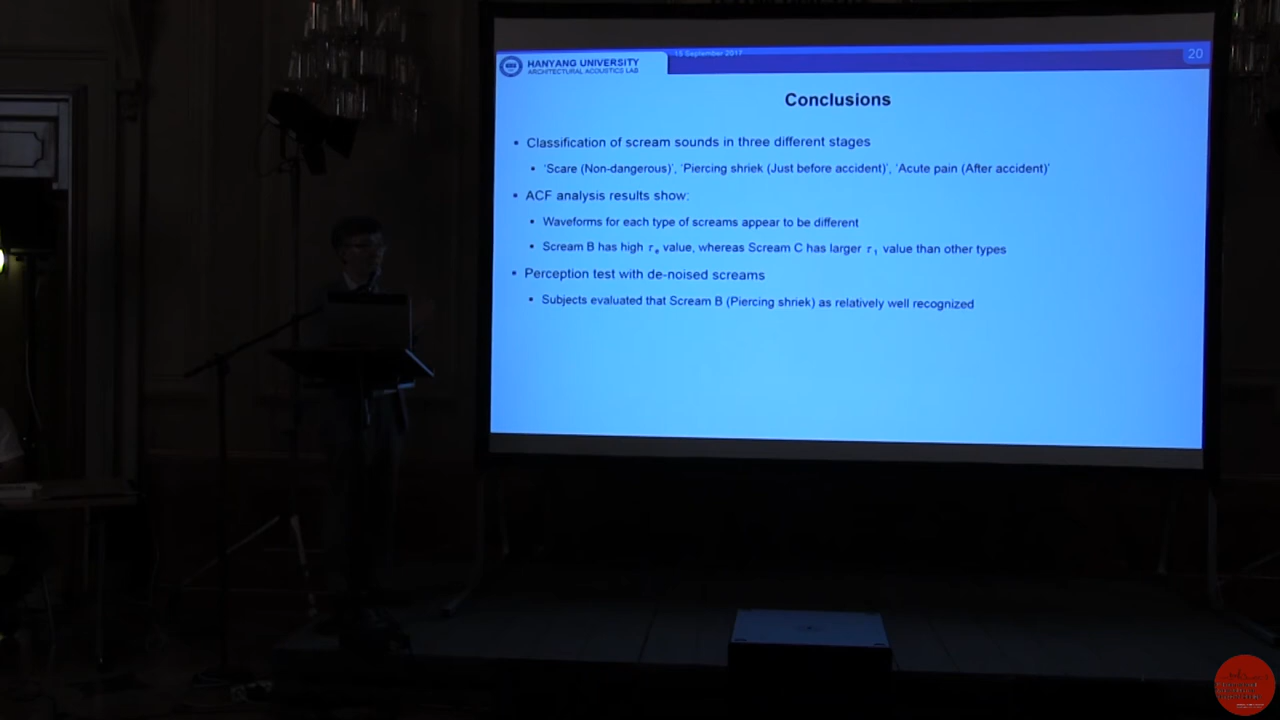 HANYANG UNIVERSITY
ARCHITECTURAL ACOUSTICS LAB
15 September 2017
20
Conclusions
• Classification of scream sounds in three different stages
• 'Scare (Non-dangerous)', 'Piercing shriek (Just before accident)', 'Acute pain (After accident)'
• ACF analysis results show:
• Waveforms for each type of screams appear to be different
• Scream B has high τₑ value, whereas Scream C has larger τ₁ value than other types
• Perception test with de-noised screams
• Subjects evaluated that Scream B (Piercing shriek) as relatively well recognized